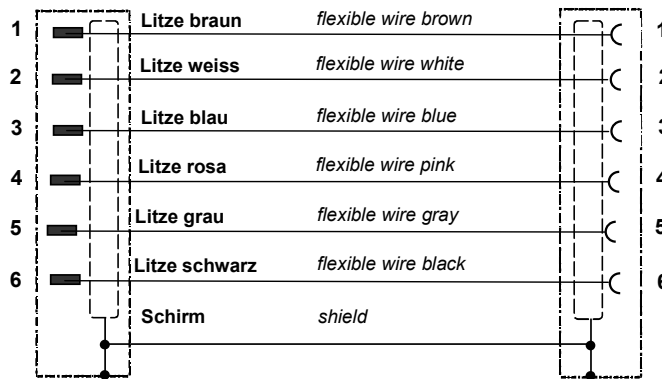 1 Litze braun flexible wire brown 1
2 Litze weiss flexible wire white 2
3 Litze blau flexible wire blue 3
4 Litze rosa flexible wire pink 4
5 Litze grau flexible wire gray 5
6 Litze schwarz flexible wire black 6
Schirm shield